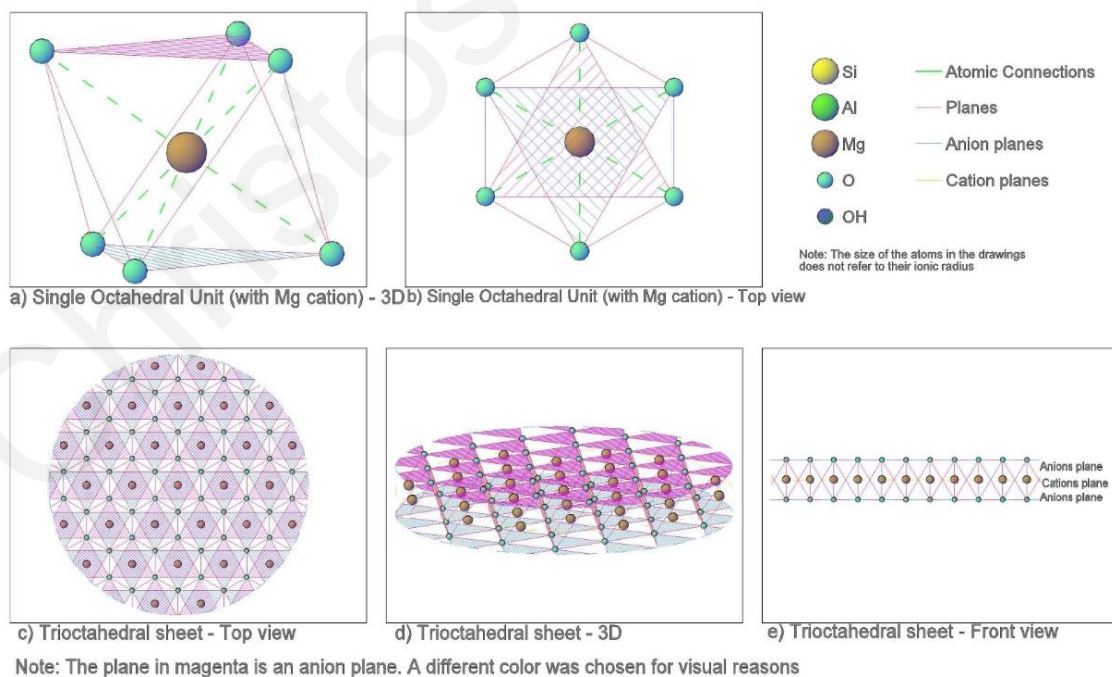 Christos
Si
Al
Mg
O
OH
Atomic Connections
Planes
Anion planes
Cation planes
Note: The size of the atoms in the drawings
does not refer to their ionic radius
a) Single Octahedral Unit (with Mg cation) - 3D
b) Single Octahedral Unit (with Mg cation) - Top view
Anions plane
Cations plane
Anions plane
c) Trioctahedral sheet - Top view
d) Trioctahedral sheet - 3D
e) Trioctahedral sheet - Front view
Note: The plane in magenta is an anion plane. A different color was chosen for visual reasons